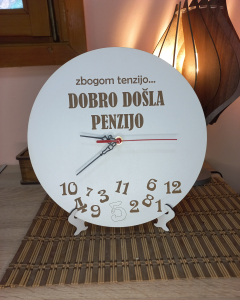 zbogom tenzijo...
DOBRO DOŠLA
PENZIJO
10 7 3 11 6 12
4 9 5 2 8 1